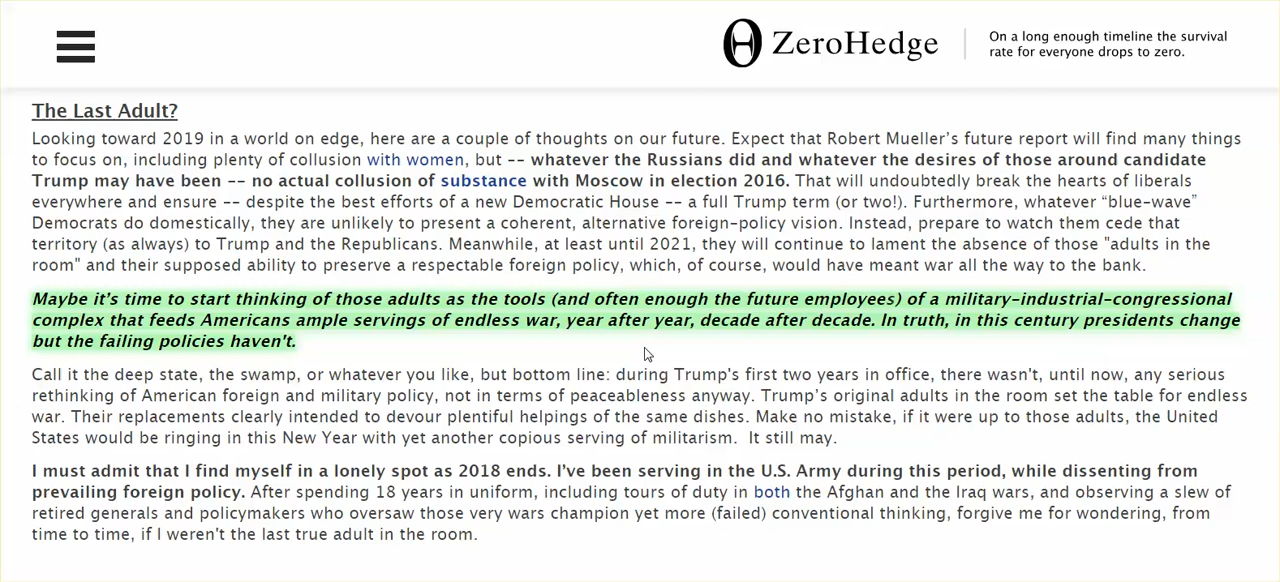 ZeroHedge
On a long enough timeline the survival
rate for everyone drops to zero.
The Last Adult?
Looking toward 2019 in a world on edge, here are a couple of thoughts on our future. Expect that Robert Mueller's future report will find many things
to focus on, including plenty of collusion with women, but -- whatever the Russians did and whatever the desires of those around candidate
Trump may have been -- no actual collusion of substance with Moscow in election 2016. That will undoubtedly break the hearts of liberals
everywhere and ensure -- despite the best efforts of a new Democratic House -- a full Trump term (or two!). Furthermore, whatever “blue-wave”
Democrats do domestically, they are unlikely to present a coherent, alternative foreign-policy vision. Instead, prepare to watch them cede that
territory (as always) to Trump and the Republicans. Meanwhile, at least until 2021, they will continue to lament the absence of those "adults in the
room" and their supposed ability to preserve a respectable foreign policy, which, of course, would have meant war all the way to the bank.
Maybe it's time to start thinking of those adults as the tools (and often enough the future employees) of a military-industrial-congressional
complex that feeds Americans ample servings of endless war, year after year, decade after decade. In truth, in this century presidents change
but the failing policies haven't.
Call it the deep state, the swamp, or whatever you like, but bottom line: during Trump's first two years in office, there wasn't, until now, any serious
rethinking of American foreign and military policy, not in terms of peaceableness anyway. Trump's original adults in the room set the table for endless
war. Their replacements clearly intended to devour plentiful helpings of the same dishes. Make no mistake, if it were up to those adults, the United
States would be ringing in this New Year with yet another copious serving of militarism.  It still may.
I must admit that I find myself in a lonely spot as 2018 ends. I've been serving in the U.S. Army during this period, while dissenting from
prevailing foreign policy. After spending 18 years in uniform, including tours of duty in both the Afghan and the Iraq wars, and observing a slew of
retired generals and policymakers who oversaw those very wars champion yet more (failed) conventional thinking, forgive me for wondering, from
time to time, if I weren't the last true adult in the room.